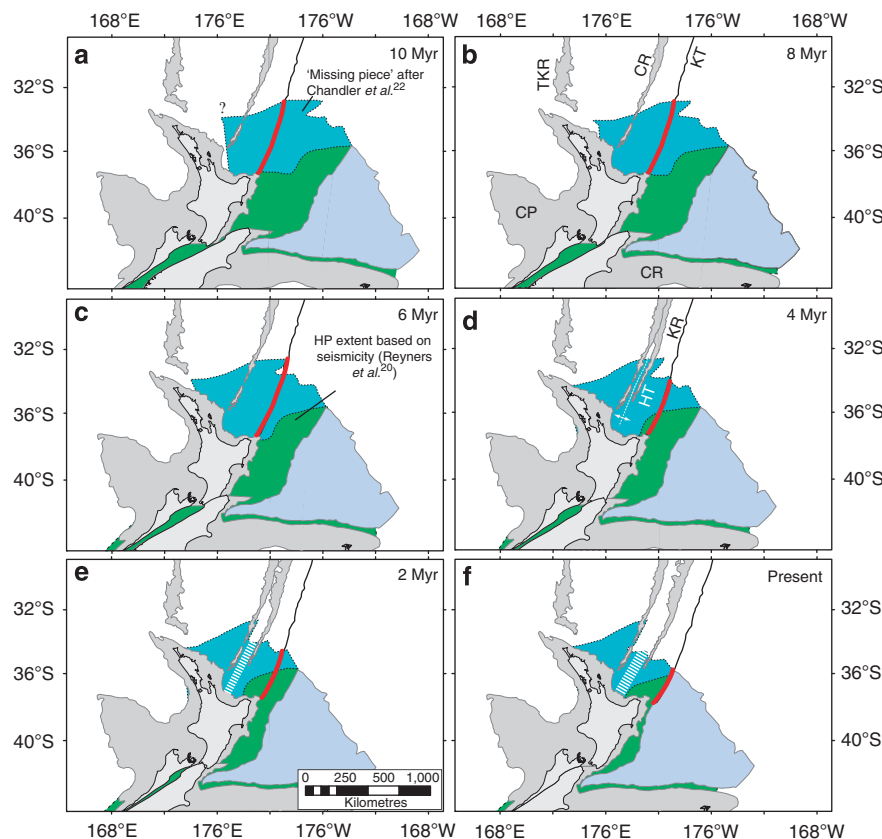 168°E 176°E 176°W 168°W 168°E 176°E 176°W 168°W
a 10 Myr
32°S
36°S
40°S
?
'Missing piece' after
Chandler et al.22
b 8 Myr
TKR
CR
KT
CP
CR
32°S
36°S
40°S
c 6 Myr
32°S
36°S
40°S
HP extent based on
seismicity (Reyners
et al.20)
d 4 Myr
KR
HT
32°S
36°S
40°S
e 2 Myr
32°S
36°S
40°S
0 250 500 1,000
Kilometres
f Present
32°S
36°S
40°S
168°E 176°E 176°W 168°W 168°E 176°E 176°W 168°W